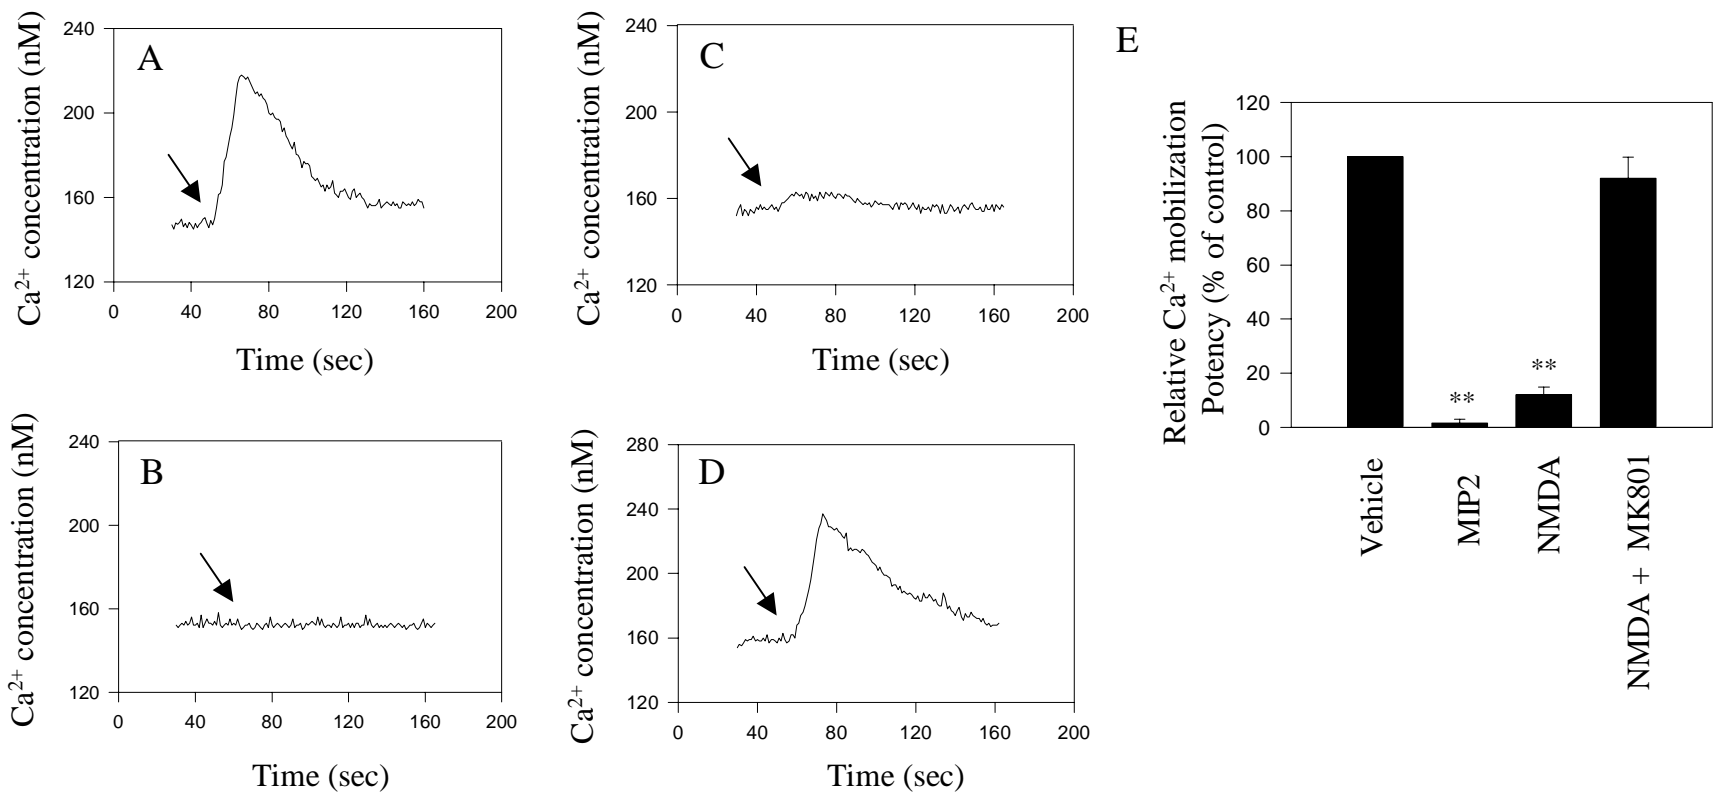 A
Ca²⁺ concentration (nM)
240
200
160
120
0 40 80 120 160 200
Time (sec)
B
Ca²⁺ concentration (nM)
240
200
160
120
0 40 80 120 160 200
Time (sec)
C
Ca²⁺ concentration (nM)
240
200
160
120
0 40 80 120 160 200
Time (sec)
D
Ca²⁺ concentration (nM)
280
240
200
160
120
0 40 80 120 160 200
Time (sec)
E
Relative Ca²⁺ mobilization
Potency (% of control)
120
100
80
60
40
20
0
**
**
Vehicle
MIP2
NMDA
NMDA + MK801